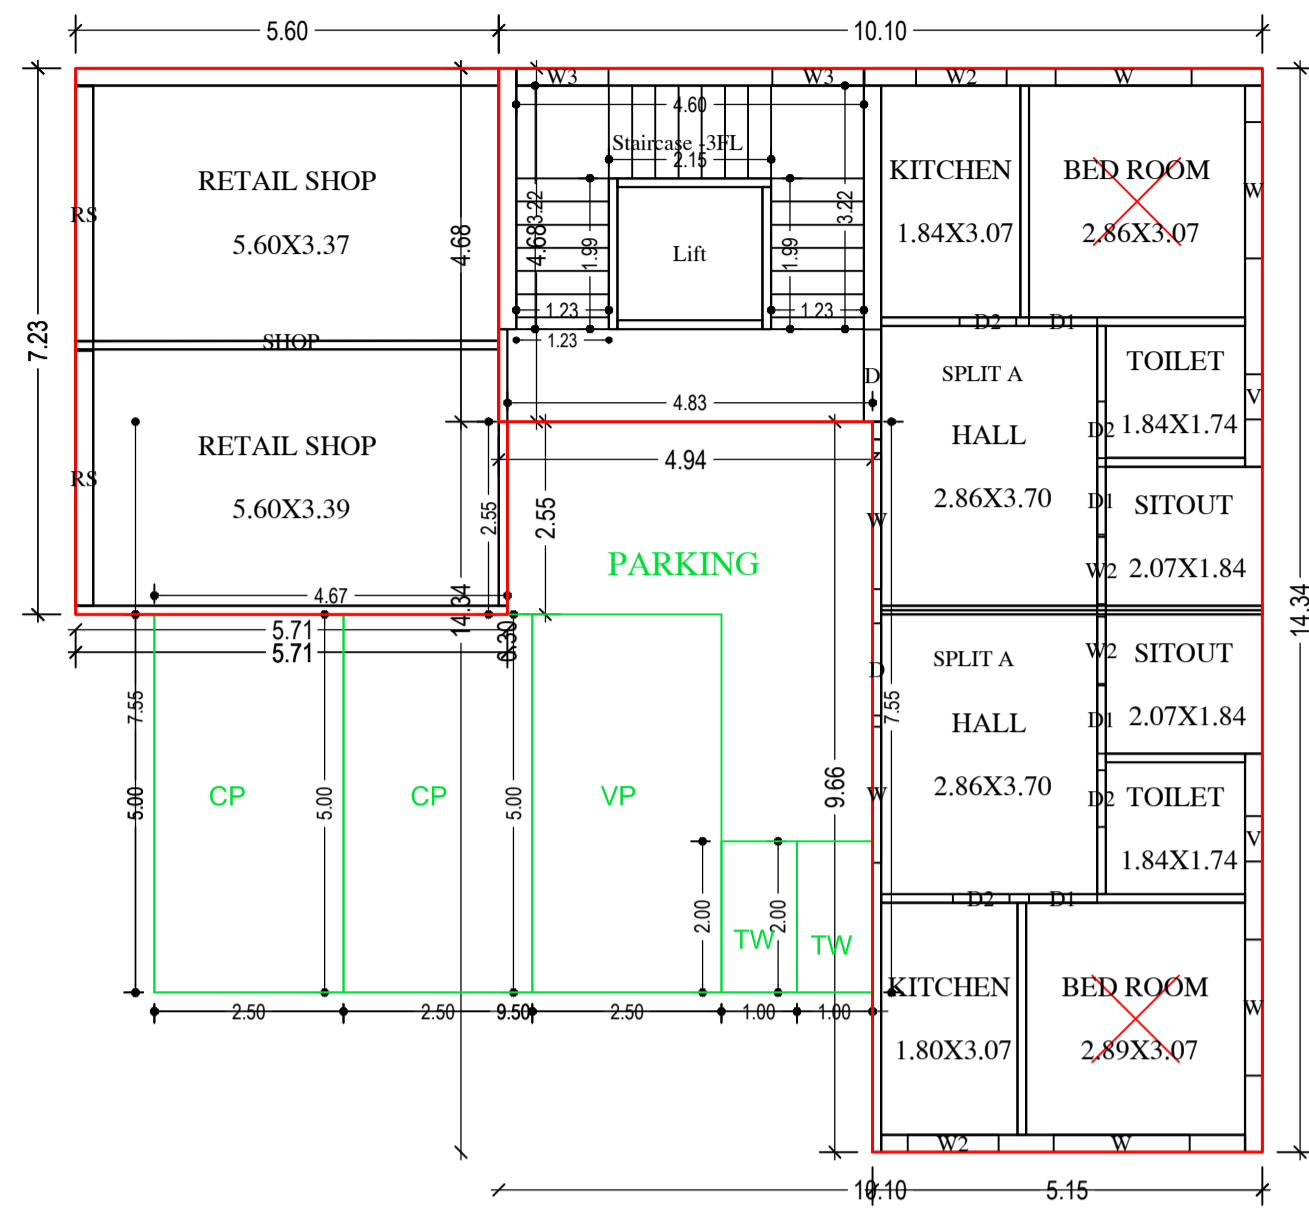 5.60
10.10
W3
W3
W2
W
4.60
Staircase -3FL
2.15
KITCHEN
1.84X3.07
BED ROOM
2.86X3.07
W
RETAIL SHOP
5.60X3.37
RS
7.23
4.68
4.68
3.22
1.99
Lift
1.99
3.22
1.23
1.23
1.23
SHOP
D2
D1
D
4.83
4.94
SPLIT A
HALL
2.86X3.70
TOILET
1.84X1.74
V
D2
D1
SITOUT
2.07X1.84
W2
RETAIL SHOP
5.60X3.39
RS
2.55
2.55
W
PARKING
4.67
5.71
5.71
14.34
0.30
14.34
SPLIT A
HALL
2.86X3.70
W2
SITOUT
2.07X1.84
D1
D
7.55
7.55
CP
CP
VP
5.00
5.00
5.00
9.66
W
D2
TOILET
1.84X1.74
V
2.00
2.00
TW
TW
D2
D1
KITCHEN
1.80X3.07
BED ROOM
2.89X3.07
W
2.50
2.50
9.50
2.50
1.00
1.00
W2
W
10.10
5.15